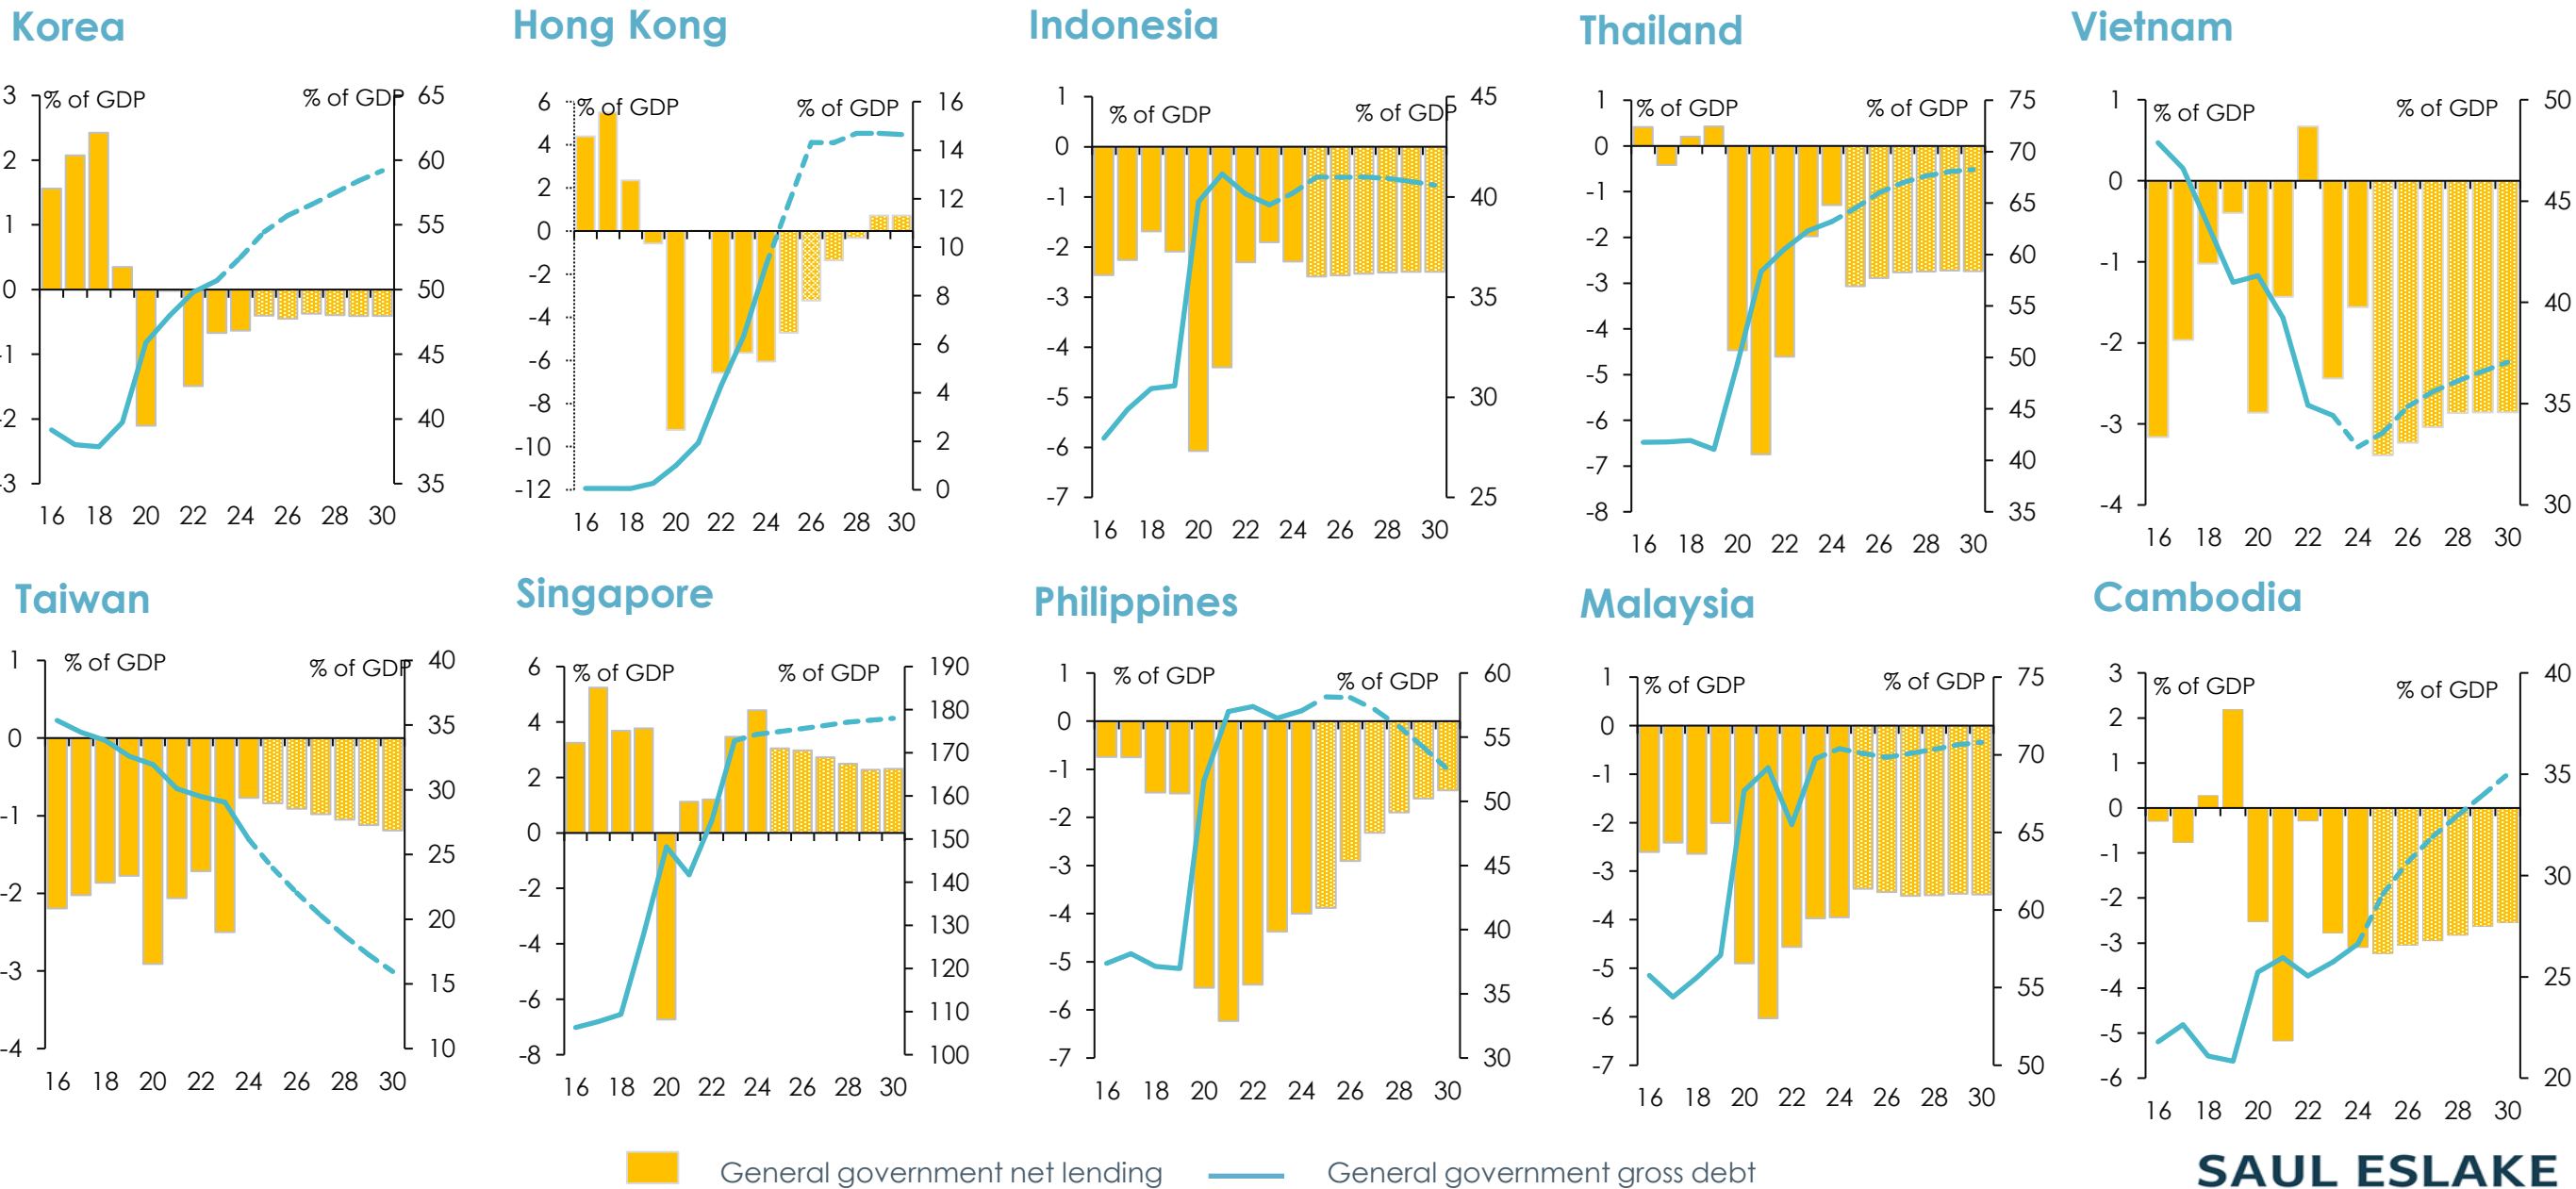 Korea
Hong Kong
Indonesia
Thailand
Vietnam
3 % of GDP % of GDP 65
2 60
1 55
0 50
-1 45
-2 40
-3 35
16 18 20 22 24 26 28 30
6 % of GDP % of GDP 16
4 14
2 12
0 10
-2 8
-4 6
-6 4
-8 2
-10 0
-12
16 18 20 22 24 26 28 30
1 % of GDP % of GDP 45
0 40
-1 35
-2 30
-3 25
-4
-5
-6
-7
16 18 20 22 24 26 28 30
1 % of GDP % of GDP 75
0 70
-1 65
-2 60
-3 55
-4 50
-5 45
-6 40
-7 35
-8
16 18 20 22 24 26 28 30
1 % of GDP % of GDP 50
0 45
-1 40
-2 35
-3 30
-4
16 18 20 22 24 26 28 30
Taiwan
Singapore
Philippines
Malaysia
Cambodia
1 % of GDP % of GDP 40
0 35
-1 30
-2 25
-3 20
-4 15
10
16 18 20 22 24 26 28 30
6 % of GDP % of GDP 190
4 180
2 170
0 160
-2 150
-4 140
-6 130
-8 120
110
100
16 18 20 22 24 26 28 30
1 % of GDP % of GDP 60
0 55
-1 50
-2 45
-3 40
-4 35
-5 30
-6
-7
16 18 20 22 24 26 28 30
1 % of GDP % of GDP 75
0 70
-1 65
-2 60
-3 55
-4 50
-5
-6
-7
16 18 20 22 24 26 28 30
3 % of GDP % of GDP 40
2 35
1 30
0 25
-1 20
-2
-3
-4
-5
-6
16 18 20 22 24 26 28 30
General government net lending
General government gross debt
SAUL ESLAKE